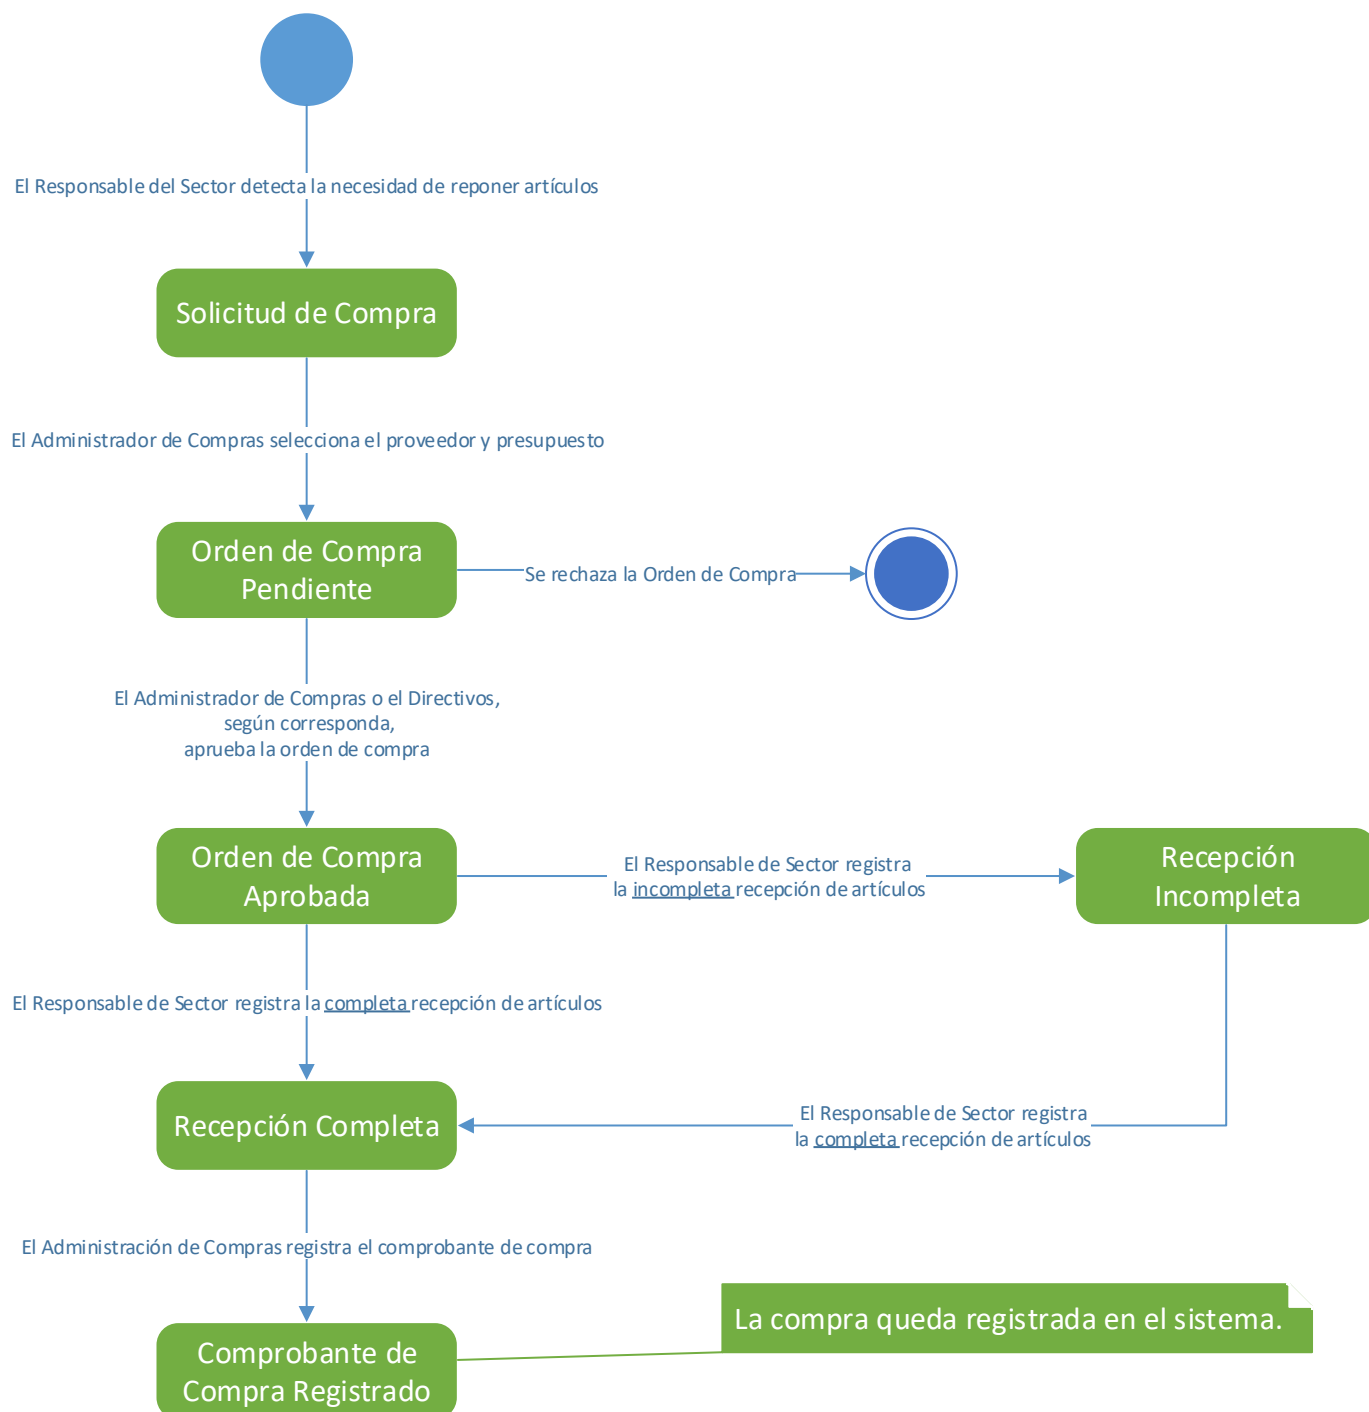 El Responsable del Sector detecta la necesidad de reponer artículos
Solicitud de Compra
El Administrador de Compras selecciona el proveedor y presupuesto
Orden de Compra
Pendiente
Se rechaza la Orden de Compra
El Administrador de Compras o el Directivos,
según corresponda,
aprueba la orden de compra
Orden de Compra
Aprobada
El Responsable de Sector registra
la incompleta recepción de artículos
Recepción
Incompleta
El Responsable de Sector registra la completa recepción de artículos
Recepción Completa
El Responsable de Sector registra
la completa recepción de artículos
El Administración de Compras registra el comprobante de compra
La compra queda registrada en el sistema.
Comprobante de
Compra Registrado